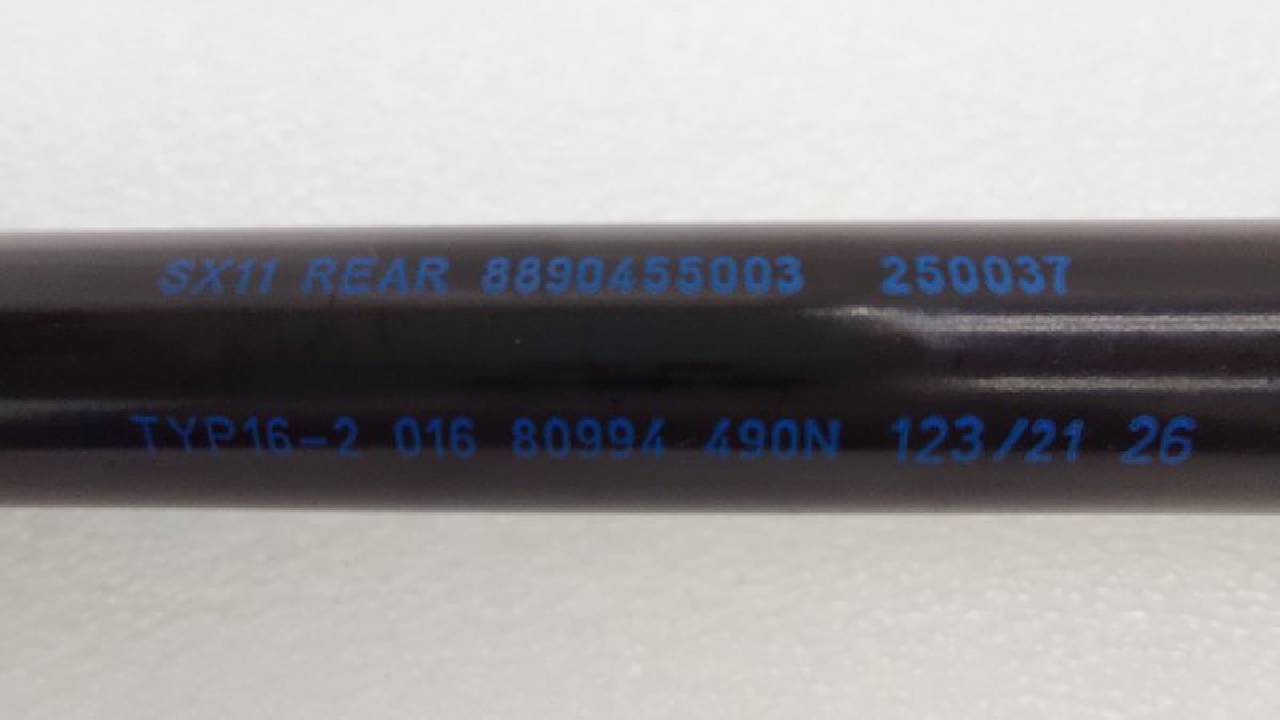 SX11 REAR 8890455003 250037
TYP16-2 016 80994 490N 123/21 26